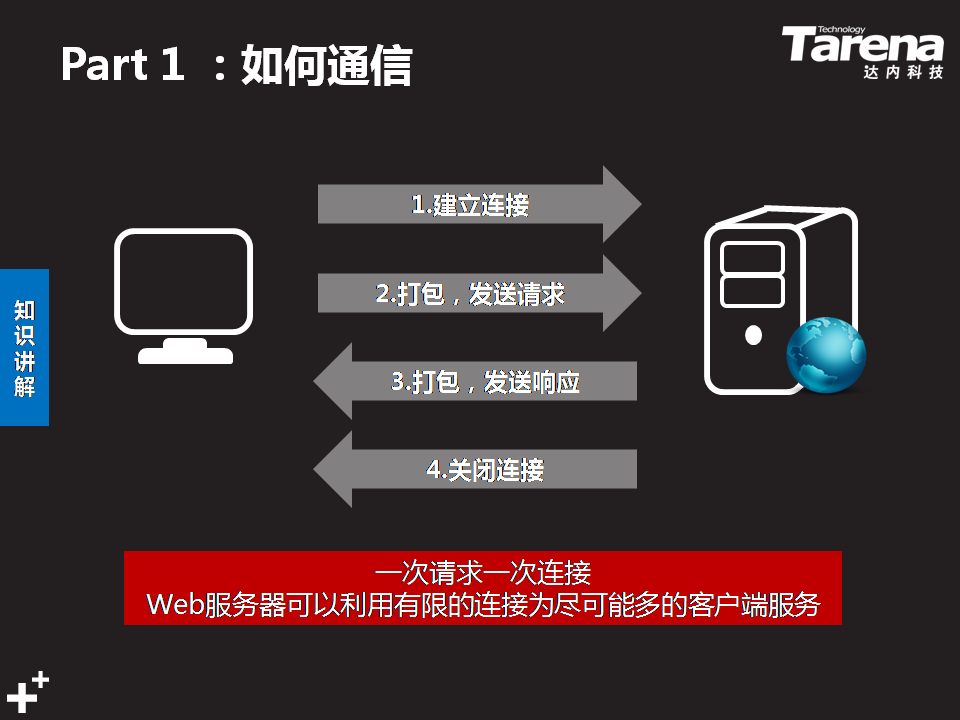 Part 1 ：如何通信
Technology
Tarena
达内科技
1.建立连接
2.打包，发送请求
3.打包，发送响应
4.关闭连接
知识讲解
一次请求一次连接
Web服务器可以利用有限的连接为尽可能多的客户端服务